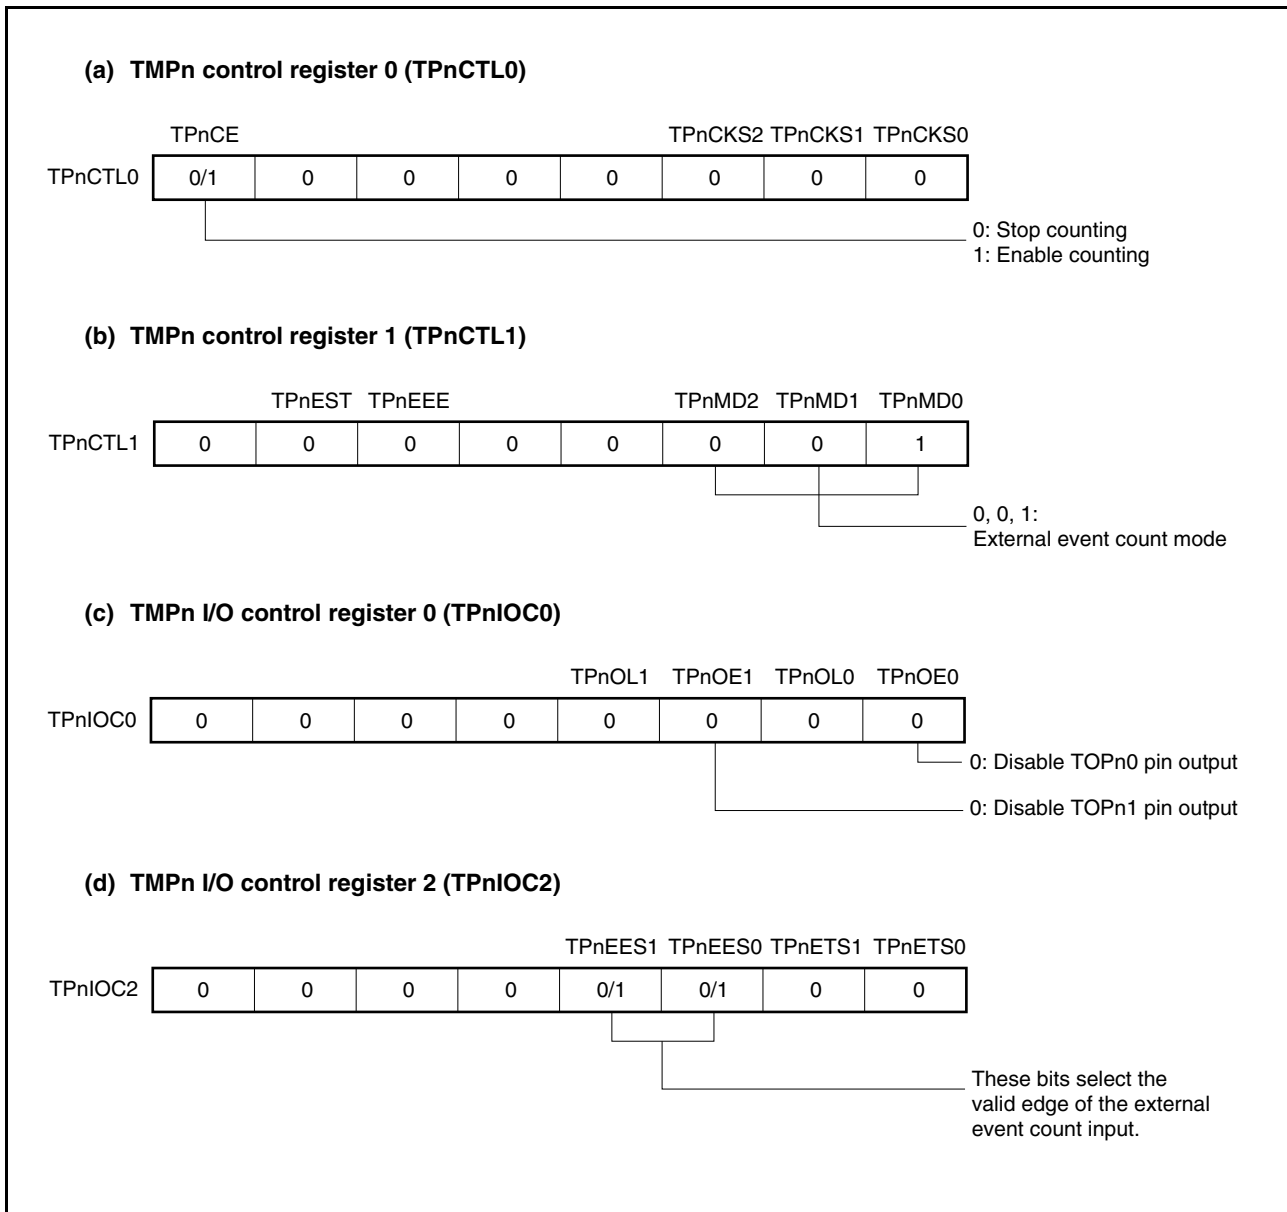 (a) TMPn control register 0 (TPnCTL0)
TPnCE TPnCKS2 TPnCKS1 TPnCKS0
TPnCTL0 0/1 0 0 0 0 0 0 0
0: Stop counting
1: Enable counting
(b) TMPn control register 1 (TPnCTL1)
TPnEST TPnEEE TPnMD2 TPnMD1 TPnMD0
TPnCTL1 0 0 0 0 0 0 0 1
0, 0, 1:
External event count mode
(c) TMPn I/O control register 0 (TPnIOC0)
TPnOL1 TPnOE1 TPnOL0 TPnOE0
TPnIOC0 0 0 0 0 0 0 0 0
0: Disable TOPn0 pin output
0: Disable TOPn1 pin output
(d) TMPn I/O control register 2 (TPnIOC2)
TPnEES1 TPnEES0 TPnETS1 TPnETS0
TPnIOC2 0 0 0 0 0/1 0/1 0 0
These bits select the
valid edge of the external
event count input.